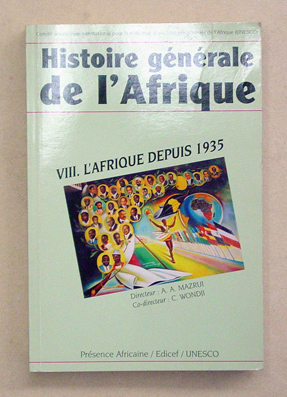 Histoire générale
de l'Afrique
VIII. L'AFRIQUE DEPUIS 1935
Directeur : A. A. MAZRUI
Co-directeur : C. WONDJI
Présence Africaine / Edicef / UNESCO